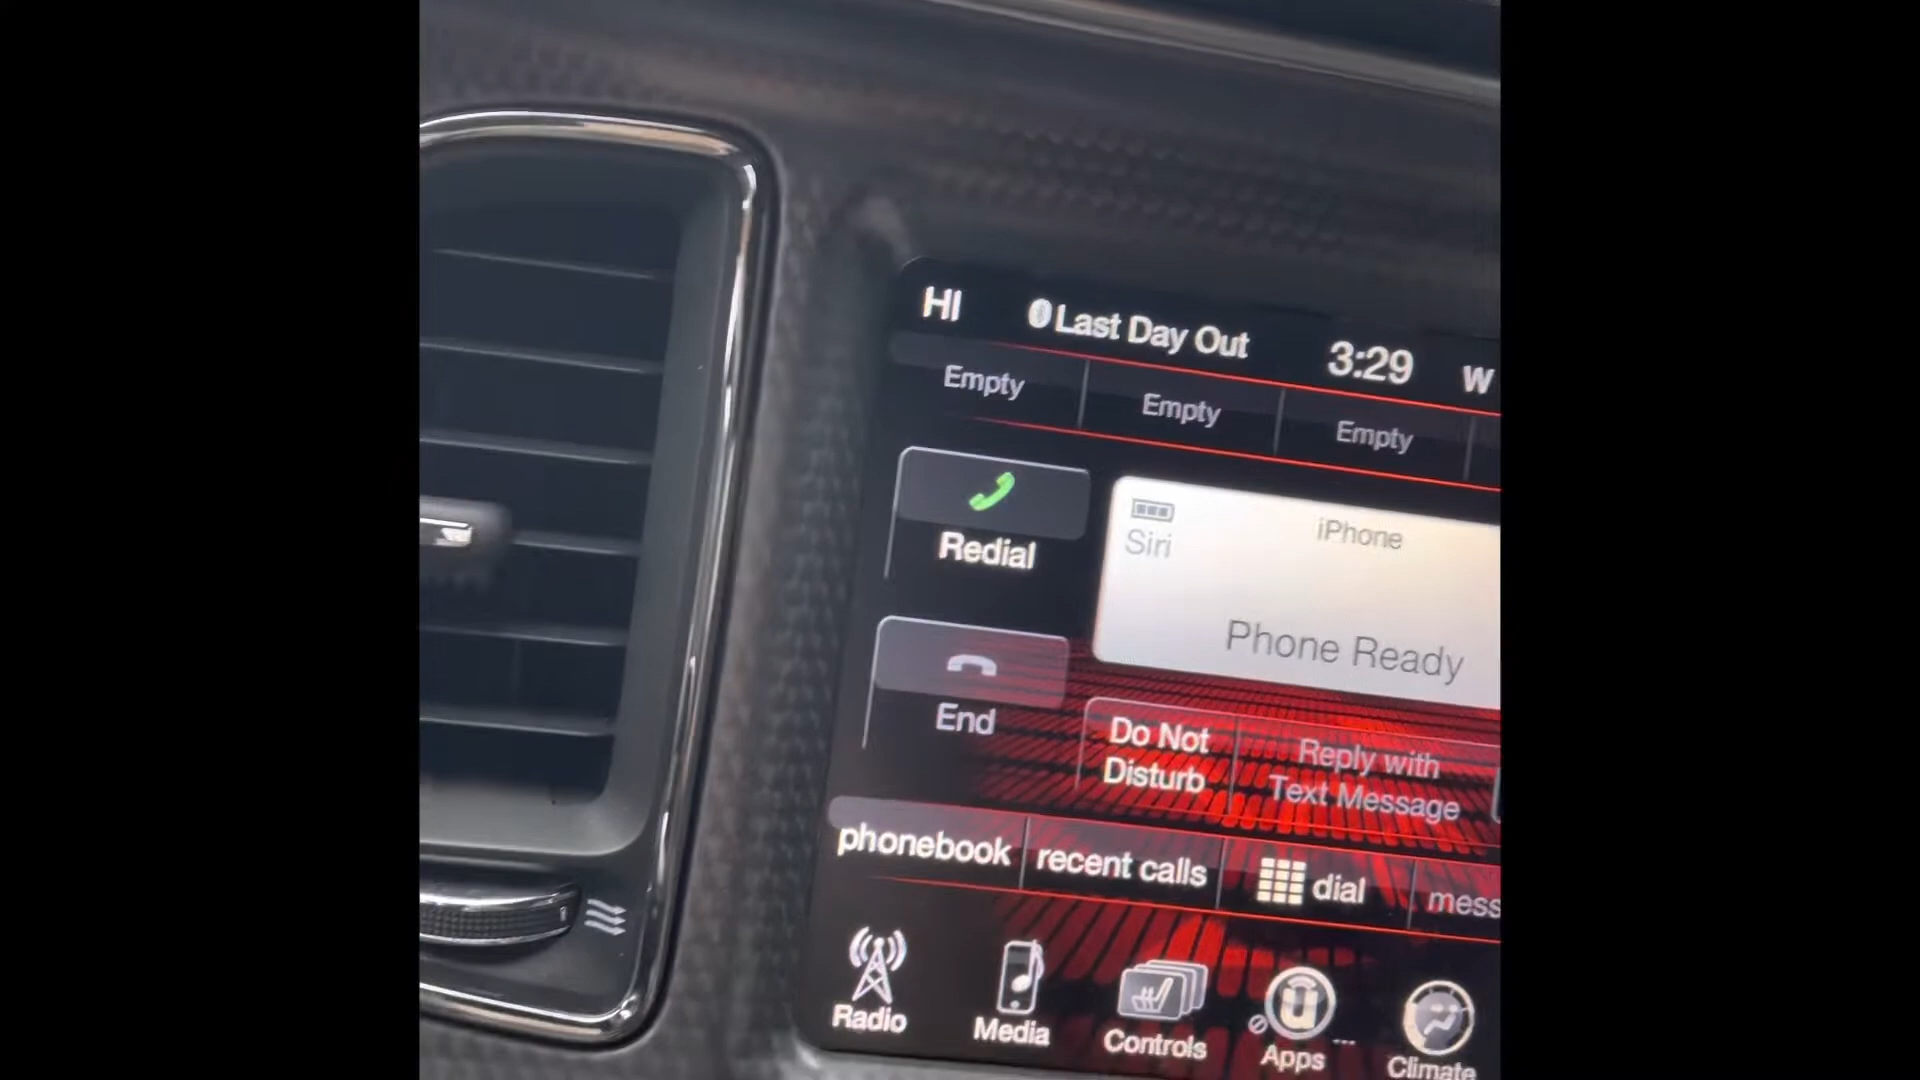 HI Last Day Out 3:29 W
Empty Empty Empty
Redial
Siri iPhone
Phone Ready
End
Do Not Disturb
Reply with Text Message
phonebook recent calls dial mess
Radio Media Controls Apps Climate